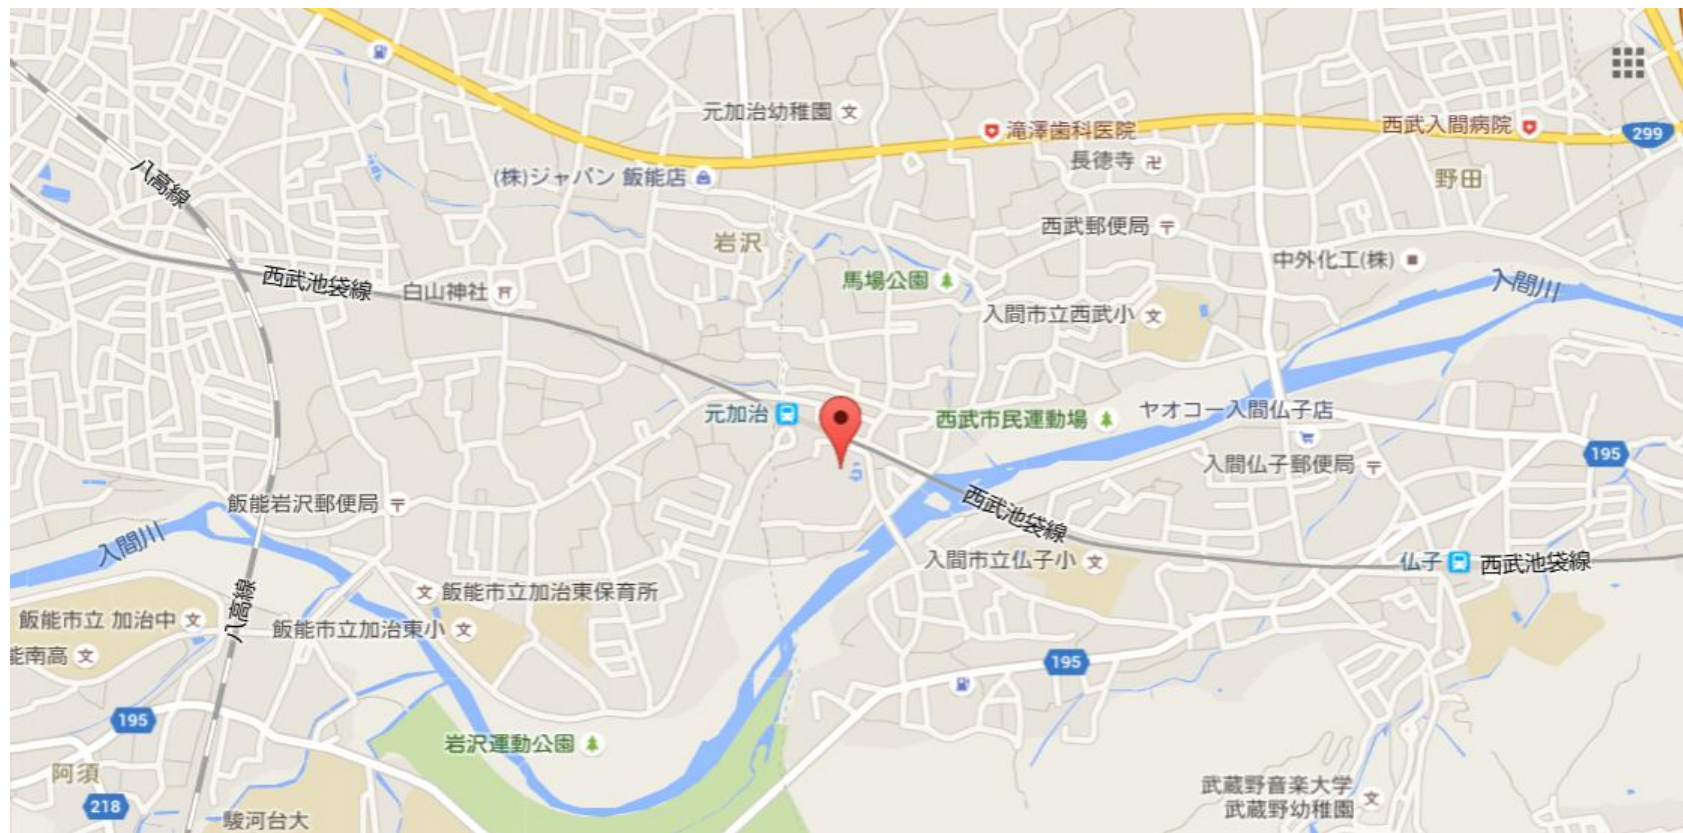 元加治幼稚園
滝澤歯科医院
西武入間病院
299
長徳寺
八高線
(株)ジャパン 飯能店
野田
西武郵便局
岩沢
中外化工(株)
西武池袋線
白山神社
馬場公園
入間川
入間市立西武小
元加治
西武市民運動場
ヤオコー入間仏子店
195
入間仏子郵便局
飯能岩沢郵便局
西武池袋線
入間川
入間市立仏子小
仏子
西武池袋線
飯能市立加治東保育所
八高線
飯能市立 加治中
飯能市立加治東小
能南高
195
195
岩沢運動公園
阿須
218
駿河台大
武蔵野音楽大学
武蔵野幼稚園